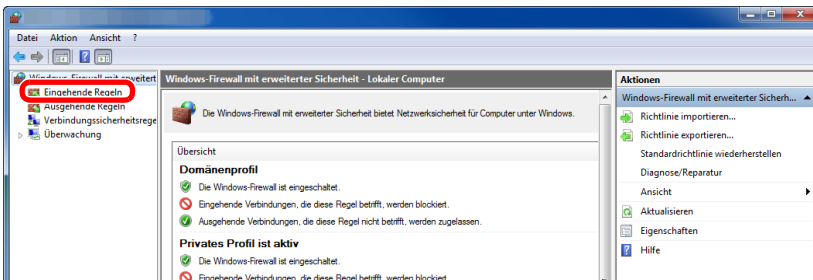 Datei Aktion Ansicht ?
Windows-Firewall mit erweitert
Eingehende Regeln
Ausgehende Regeln
Verbindungssicherheitsrege
Überwachung
Windows-Firewall mit erweiterter Sicherheit - Lokaler Computer
Die Windows-Firewall mit erweiterter Sicherheit bietet Netzwerksicherheit für Computer unter Windows.
Übersicht
Domänenprofil
Die Windows-Firewall ist eingeschaltet.
Eingehende Verbindungen, die diese Regel betrifft, werden blockiert.
Ausgehende Verbindungen, die diese Regel nicht betrifft, werden zugelassen.
Privates Profil ist aktiv
Die Windows-Firewall ist eingeschaltet.
Eingehende Verbindungen, die diese Regel betrifft, werden blockiert.
Aktionen
Windows-Firewall mit erweiterter Sicherh...
Richtlinie importieren...
Richtlinie exportieren...
Standardrichtlinie wiederherstellen
Diagnose/Reparatur
Ansicht
Aktualisieren
Eigenschaften
Hilfe